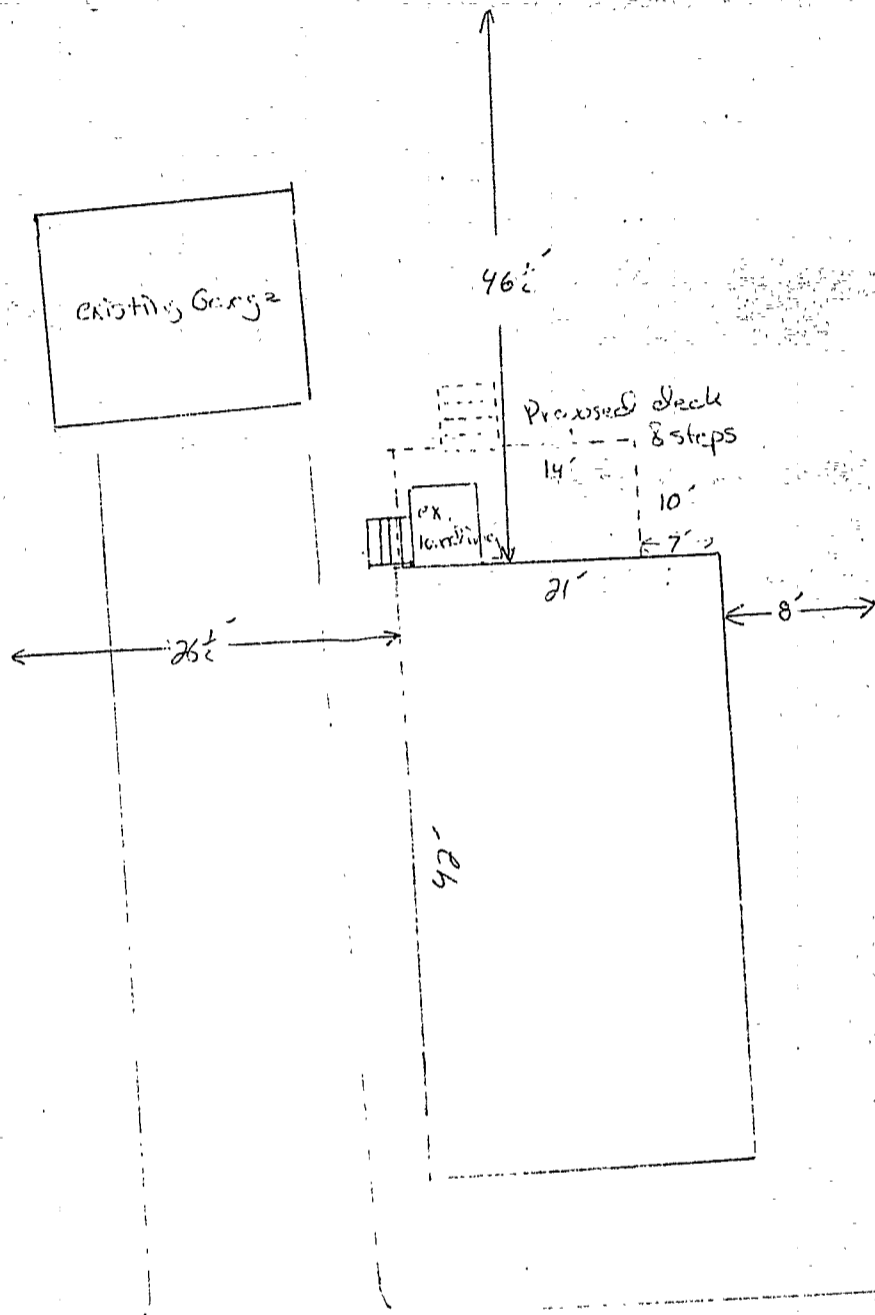 46½'
existing Garage
Proposed deck
8 steps
14'
10'
ex.
landing
7'
21'
8'
26½'
42'